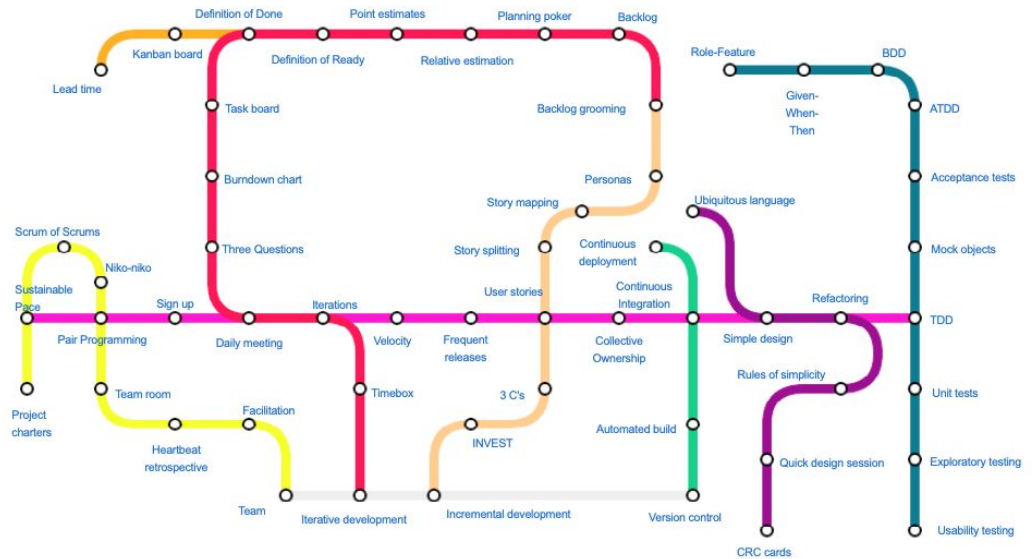 Definition of Done
Point estimates
Planning poker
Backlog
Kanban board
Definition of Ready
Relative estimation
Role-Feature
BDD
Lead time
Given-
When-
Then
Task board
Backlog grooming
ATDD
Burndown chart
Personas
Acceptance tests
Story mapping
Ubiquitous language
Scrum of Scrums
Three Questions
Story splitting
Continuous
deployment
Mock objects
Niko-niko
Sustainable
Pace
Sign up
Iterations
User stories
Continuous
Integration
Refactoring
TDD
Pair Programming
Daily meeting
Velocity
Frequent
releases
Collective
Ownership
Simple design
Rules of simplicity
Project
charters
Team room
Timebox
3 C's
Unit tests
Facilitation
Automated build
Heartbeat
retrospective
INVEST
Quick design session
Exploratory testing
Team
Iterative development
Incremental development
Version control
Usability testing
CRC cards